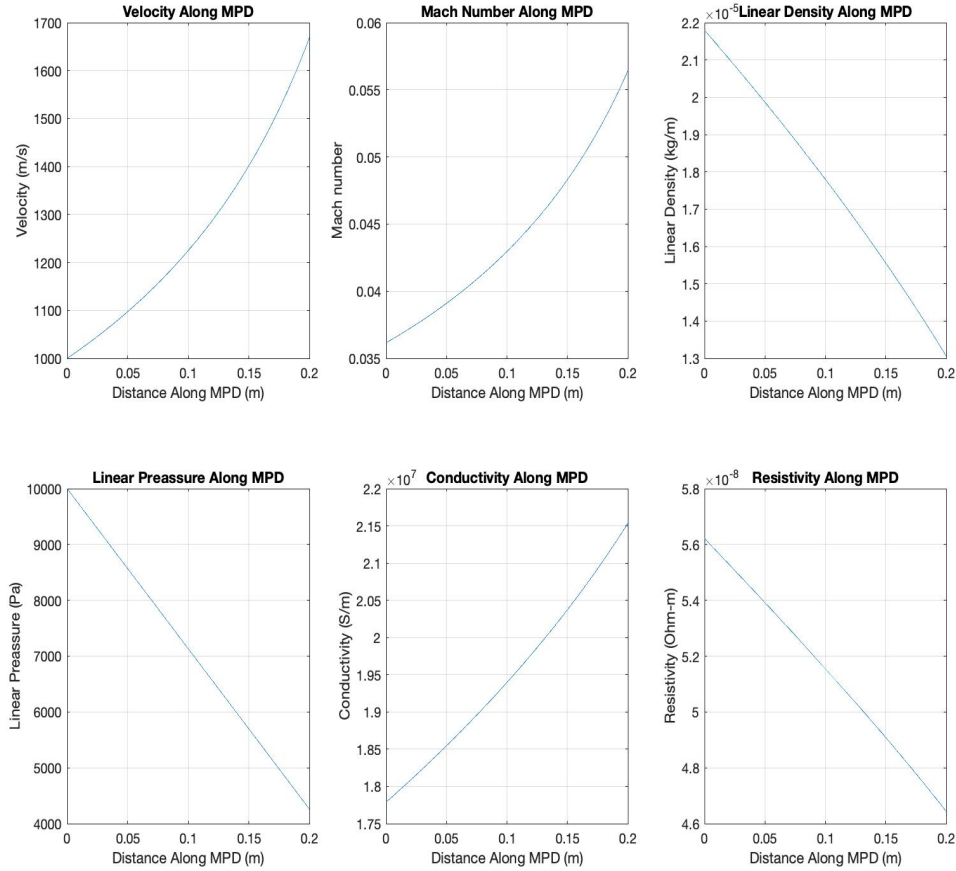 Velocity Along MPD
Velocity (m/s)
1700
1600
1500
1400
1300
1200
1100
1000
0 0.05 0.1 0.15 0.2
Distance Along MPD (m)
Mach Number Along MPD
Mach number
0.06
0.055
0.05
0.045
0.04
0.035
0 0.05 0.1 0.15 0.2
Distance Along MPD (m)
×10-5 Linear Density Along MPD
Linear Density (kg/m)
2.2
2.1
2
1.9
1.8
1.7
1.6
1.5
1.4
1.3
0 0.05 0.1 0.15 0.2
Distance Along MPD (m)
Linear Preassure Along MPD
Linear Preassure (Pa)
10000
9000
8000
7000
6000
5000
4000
0 0.05 0.1 0.15 0.2
Distance Along MPD (m)
×10⁷ Conductivity Along MPD
Conductivity (S/m)
2.2
2.15
2.1
2.05
2
1.95
1.9
1.85
1.8
1.75
0 0.05 0.1 0.15 0.2
Distance Along MPD (m)
×10-8 Resistivity Along MPD
Resistivity (Ohm-m)
5.8
5.6
5.4
5.2
5
4.8
4.6
0 0.05 0.1 0.15 0.2
Distance Along MPD (m)